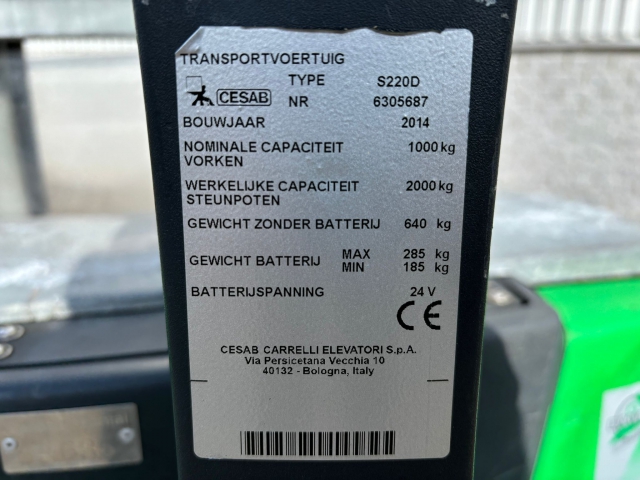 TRANSPORTVOERTUIG
TYPE S220D
CESAB NR 6305687
BOUWJAAR 2014
NOMINALE CAPACITEIT 1000 kg
VORKEN
WERKELIJKE CAPACITEIT 2000 kg
STEUNPOTEN
GEWICHT ZONDER BATTERIJ 640 kg
GEWICHT BATTERIJ MAX 285 kg
MIN 185 kg
BATTERIJSPANNING 24 V
CE
CESAB CARRELLI ELEVATORI S.p.A.
Via Persicetana Vecchia 10
40132 - Bologna, Italy